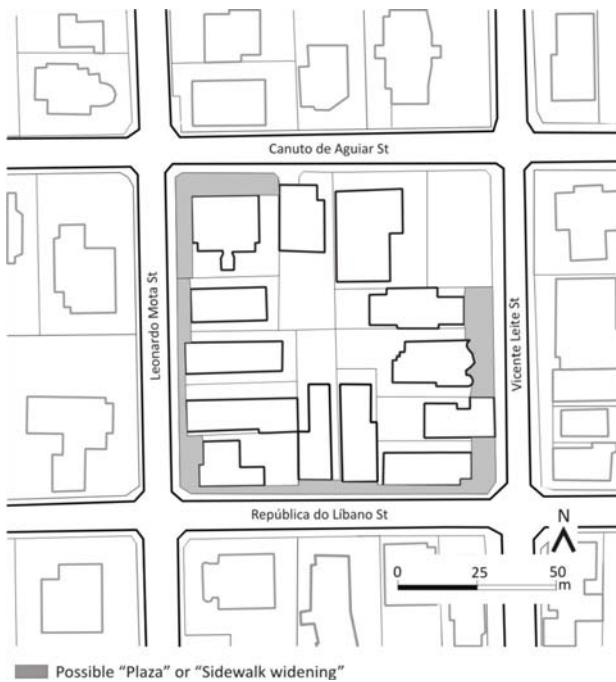 Canuto de Aguiar St
Leonardo Mota St
Vicente Leite St
República do Líbano St
N
0 25 50
m
Possible “Plaza” or “Sidewalk widening”